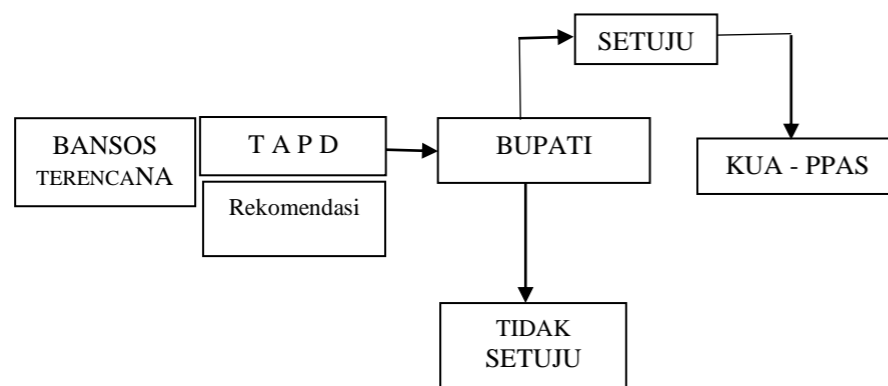 SETUJU
BANSOS
TERENCANA
T A P D
BUPATI
KUA - PPAS
Rekomendasi
TIDAK
SETUJU